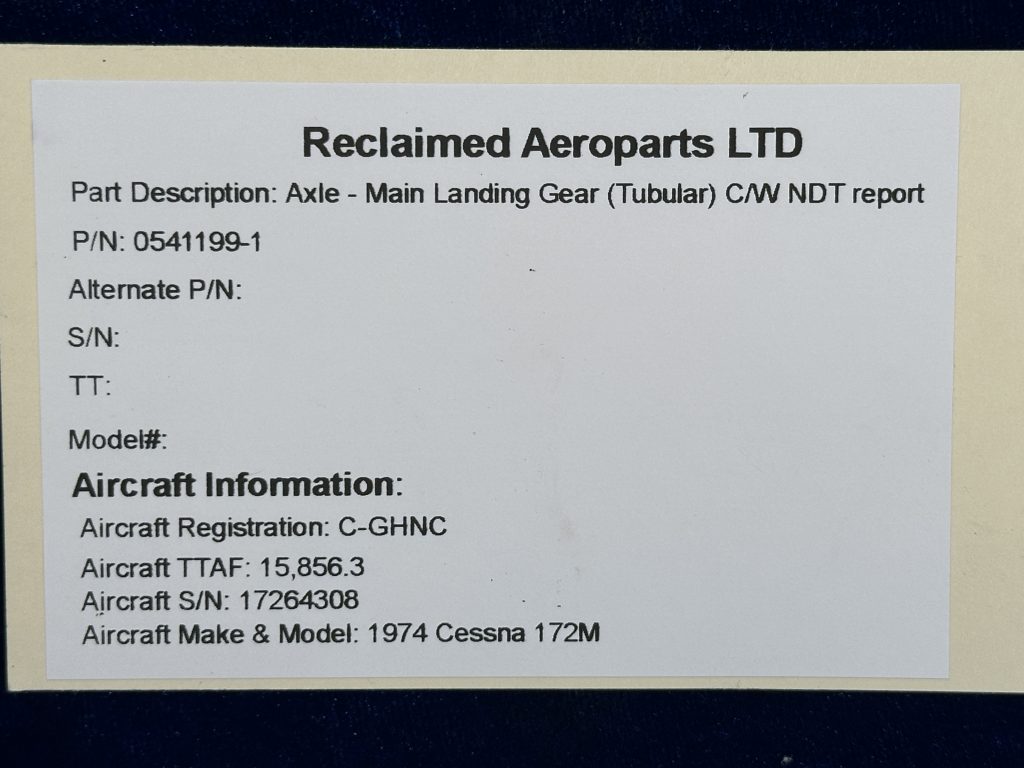 Reclaimed Aeroparts LTD
Part Description: Axle - Main Landing Gear (Tubular) C/W NDT report
P/N: 0541199-1
Alternate P/N:
S/N:
TT:
Model#:
Aircraft Information:
Aircraft Registration: C-GHNC
Aircraft TTAF: 15,856.3
Aircraft S/N: 17264308
Aircraft Make & Model: 1974 Cessna 172M